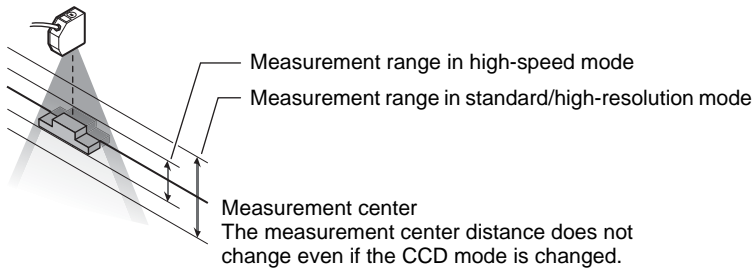 Measurement range in high-speed mode
Measurement range in standard/high-resolution mode
Measurement center
The measurement center distance does not
change even if the CCD mode is changed.